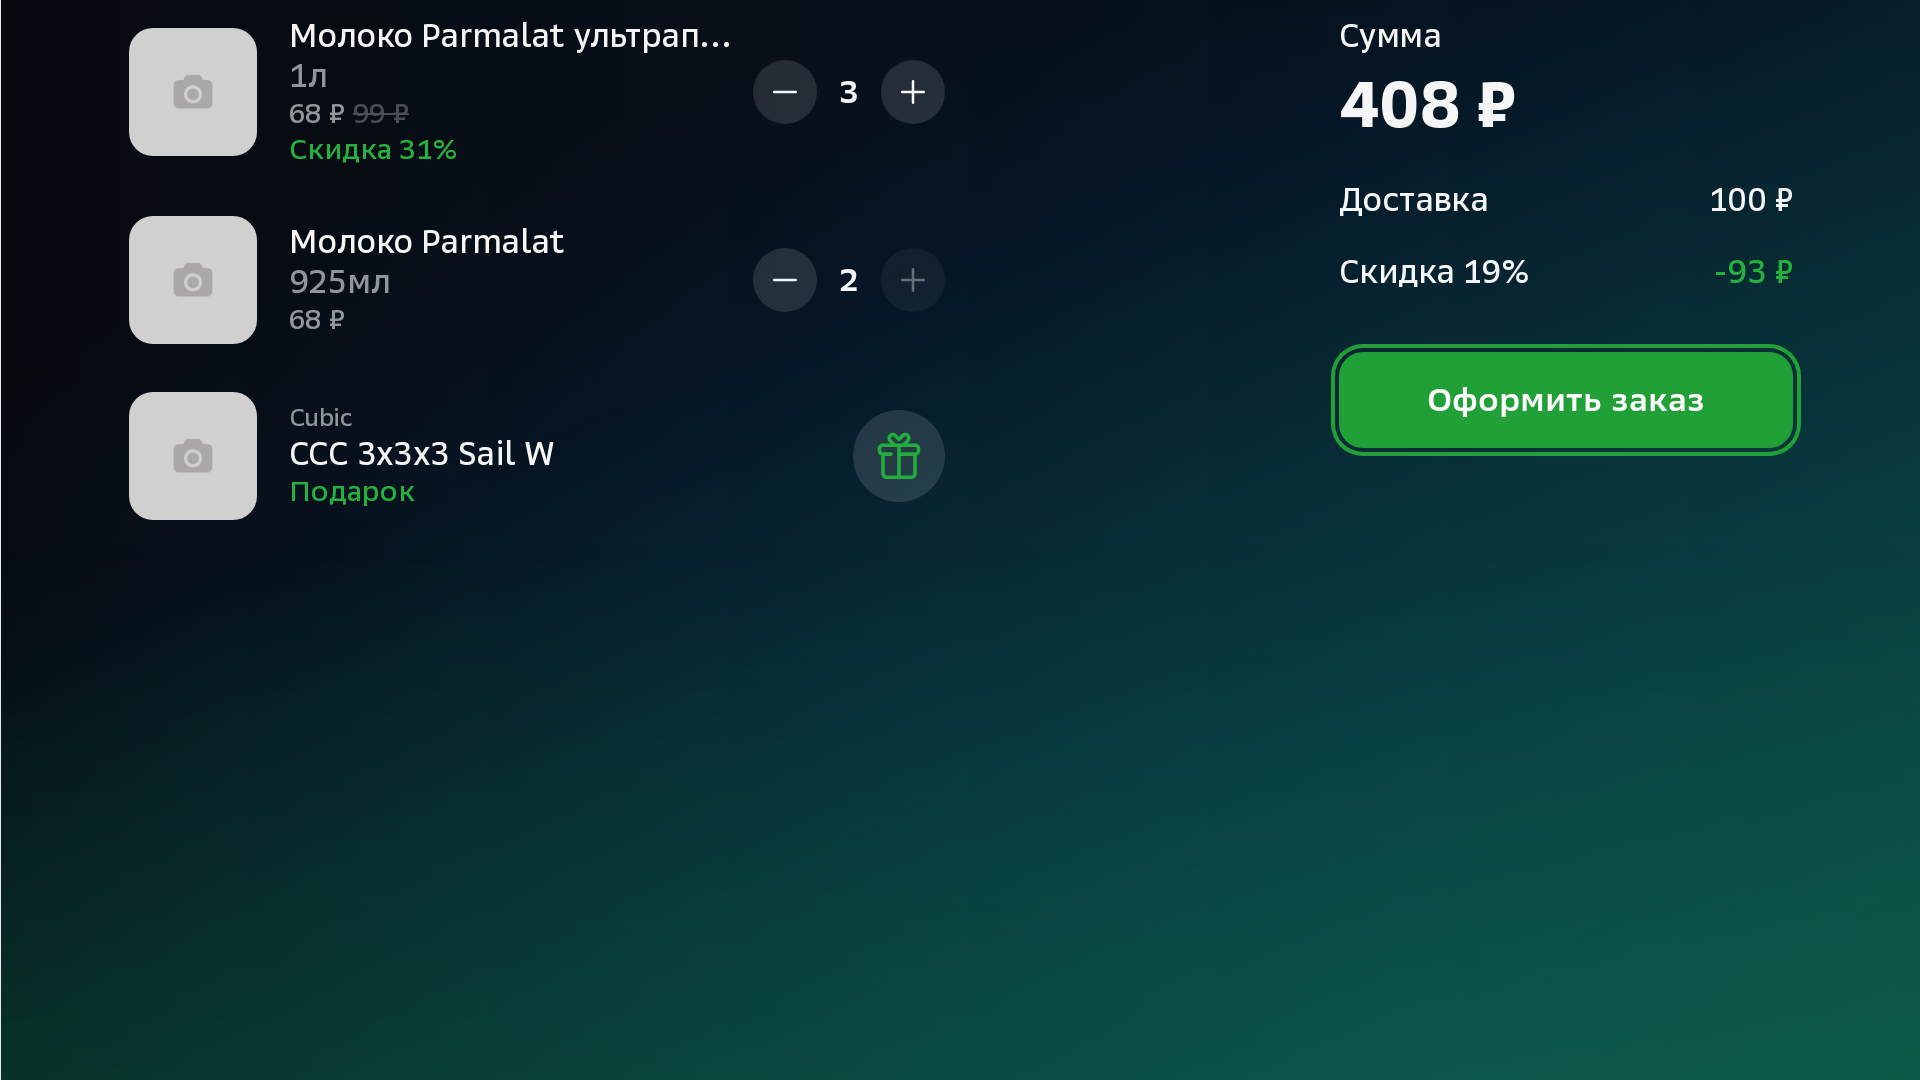 Молоко Parmalat ультрап...
1л
68 ₽ 99 ₽
Скидка 31%
3
Молоко Parmalat
925мл
68 ₽
2
Cubic
CCC 3x3x3 Sail W
Подарок
Сумма
408 ₽
Доставка 100 ₽
Скидка 19% -93 ₽
Оформить заказ